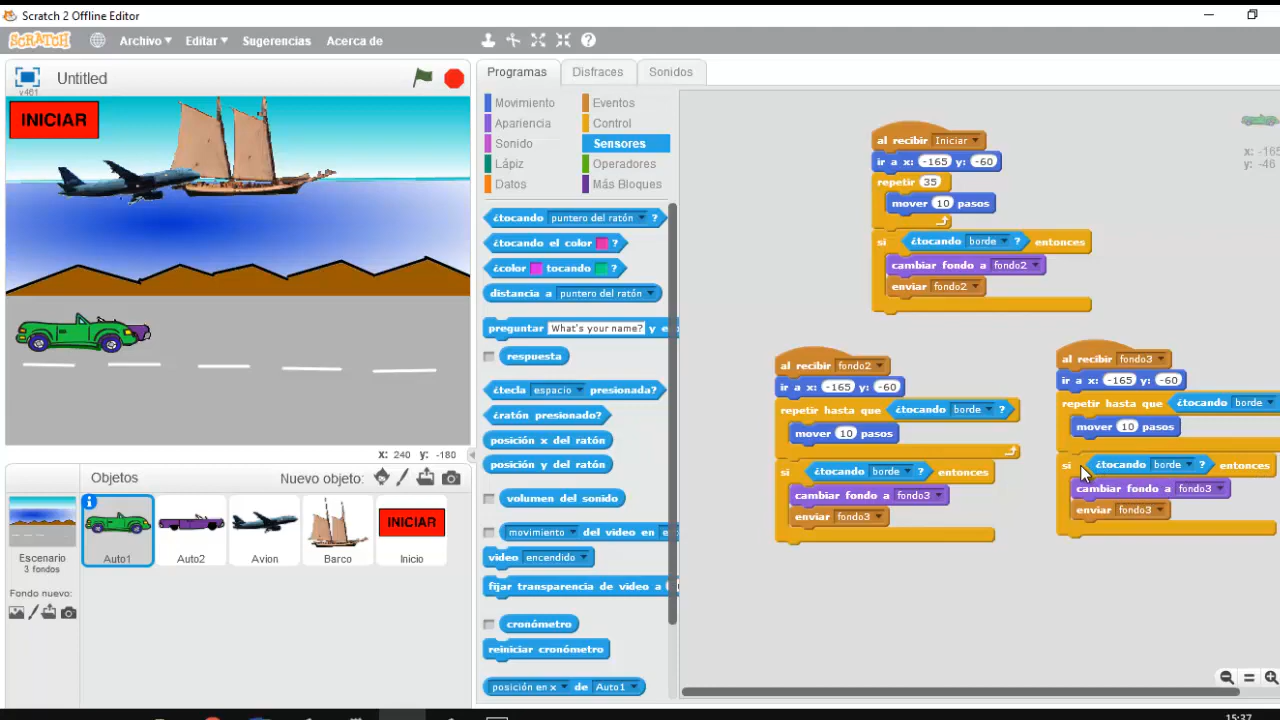 Scratch 2 Offline Editor
SCRATCH
Archivo
Editar
Sugerencias
Acerca de
v461
Untitled
INICIAR
x: 240 y: -180
Objetos
Nuevo objeto:
Escenario
3 fondos
Fondo nuevo:
Auto1
Auto2
Avion
Barco
INICIAR
Inicio
Programas
Disfraces
Sonidos
Movimiento
Apariencia
Sonido
Lápiz
Datos
Eventos
Control
Sensores
Operadores
Más Bloques
¿tocando puntero del ratón ?
¿tocando el color ?
¿color tocando ?
distancia a puntero del ratón
preguntar What's your name? y e
respuesta
¿tecla espacio presionada?
¿ratón presionado?
posición x del ratón
posición y del ratón
volumen del sonido
movimiento del video en
video encendido
fijar transparencia de video a
cronómetro
reiniciar cronómetro
posición en x de Auto1
al recibir Iniciar
ir a x: -165 y: -60
repetir 35
mover 10 pasos
si ¿tocando borde ? entonces
cambiar fondo a fondo2
enviar fondo2
al recibir fondo2
ir a x: -165 y: -60
repetir hasta que ¿tocando borde ?
mover 10 pasos
si ¿tocando borde ? entonces
cambiar fondo a fondo3
enviar fondo3
al recibir fondo3
ir a x: -165 y: -60
repetir hasta que ¿tocando borde
mover 10 pasos
si ¿tocando borde ? entonces
cambiar fondo a fondo3
enviar fondo3
x: -165
y: -46
15:37